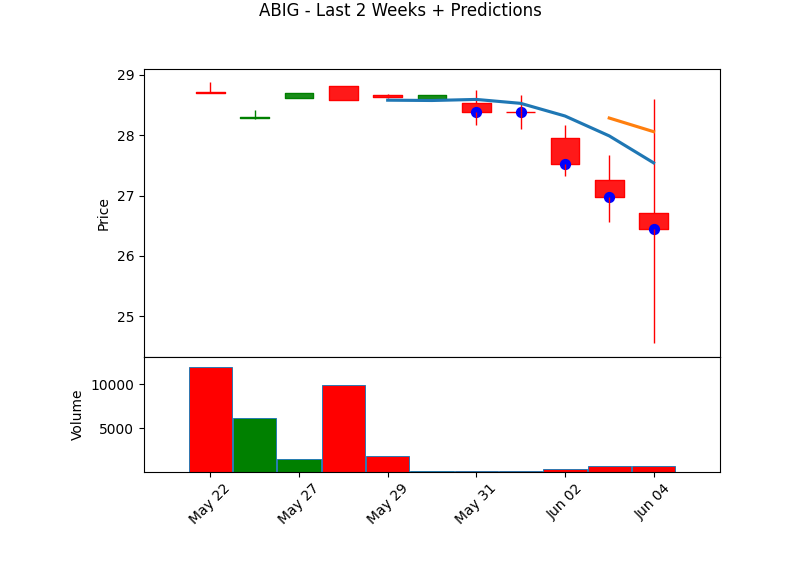 ABIG - Last 2 Weeks + Predictions
Price
29
28
27
26
25
Volume
10000
5000
May 22
May 27
May 29
May 31
Jun 02
Jun 04